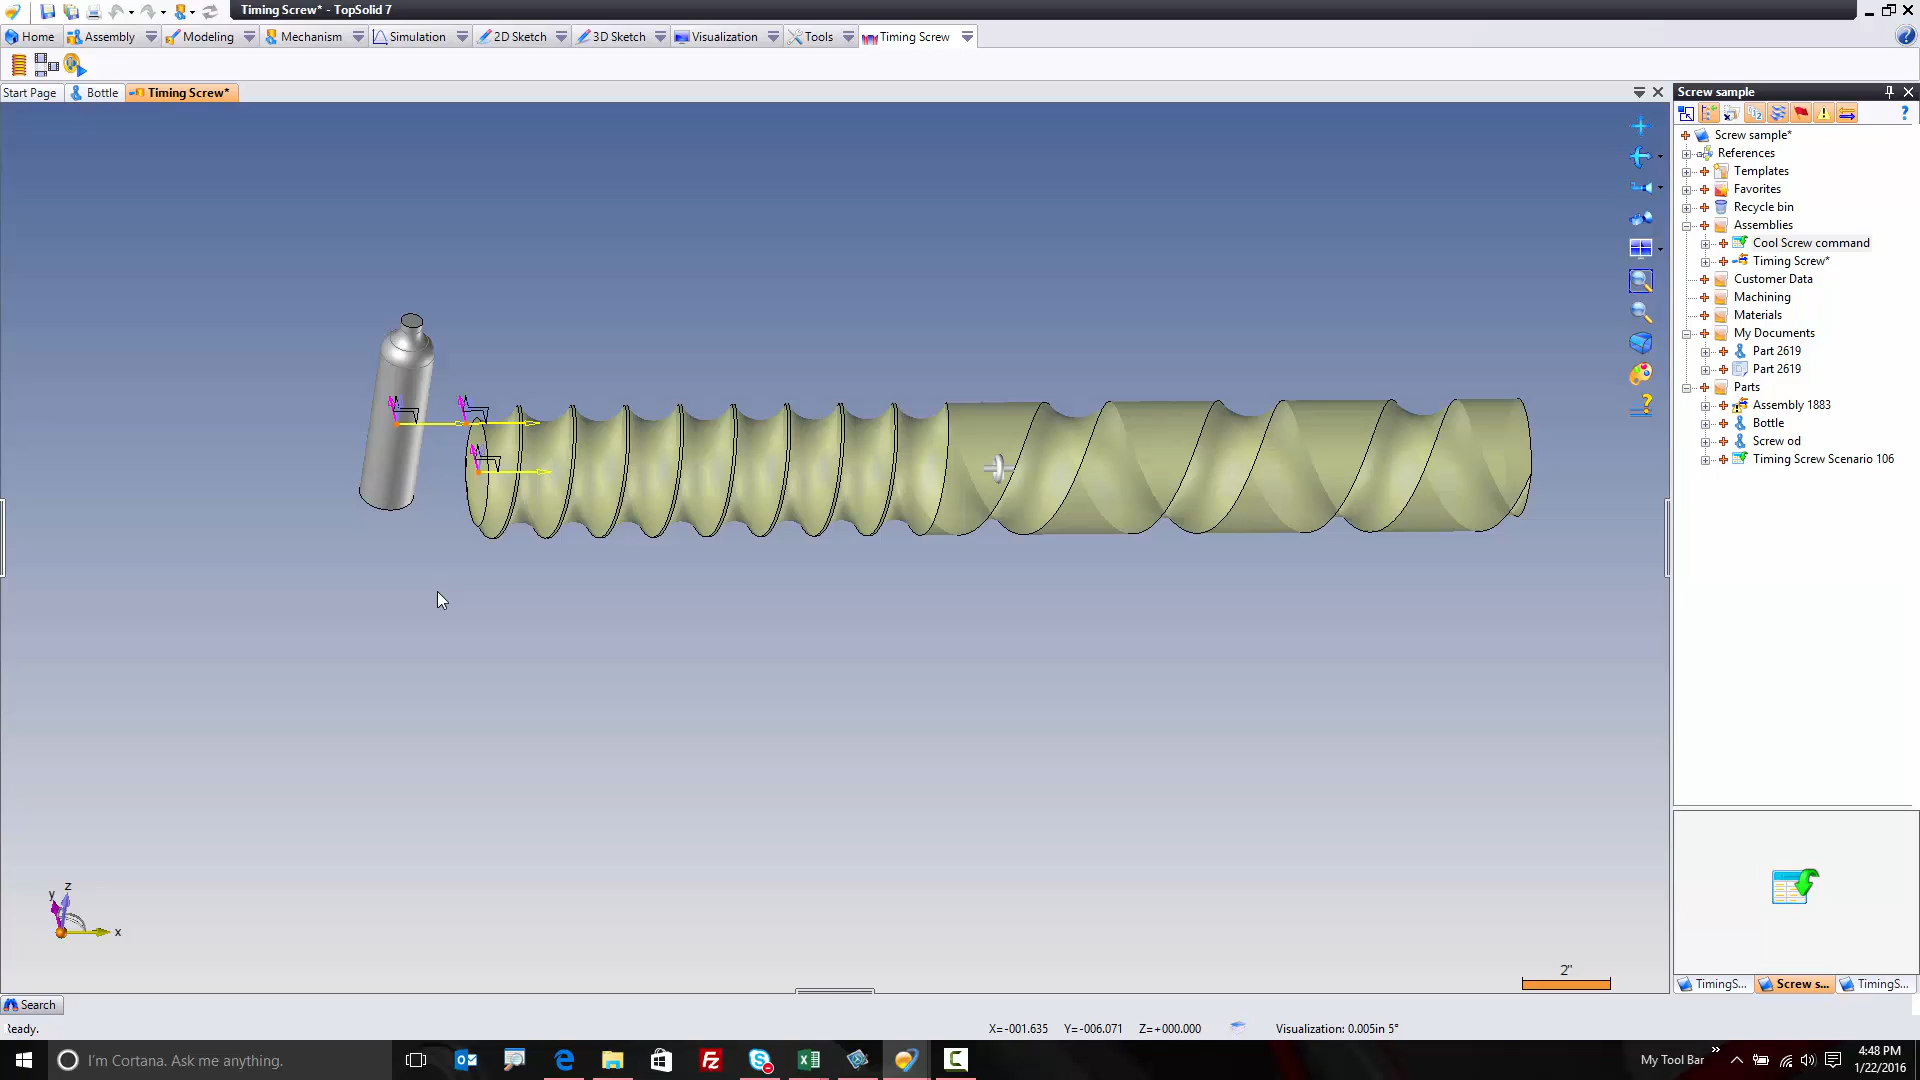 Timing Screw* - TopSolid 7
Home Assembly Modeling Mechanism Simulation 2D Sketch 3D Sketch Visualization Tools Timing Screw
Start Page Bottle Timing Screw*
Screw sample
Screw sample*
References
Templates
Favorites
Recycle bin
Assemblies
Cool Screw command
Timing Screw*
Customer Data
Machining
Materials
My Documents
Part 2619
Part 2619
Parts
Assembly 1883
Bottle
Screw od
Timing Screw Scenario 106
y z
x
2"
TimingS... Screw s... TimingS...
Search
Ready.
X=-001.635 Y=-006.071 Z=+000.000 Visualization: 0.005in 5°
I'm Cortana. Ask me anything.
My Tool Bar
4:48 PM
1/22/2016